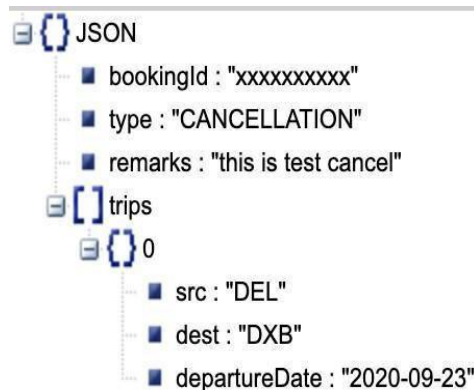 JSON
bookingId : "xxxxxxxxxx"
type : "CANCELLATION"
remarks : "this is test cancel"
trips
0
src : "DEL"
dest : "DXB"
departureDate : "2020-09-23"